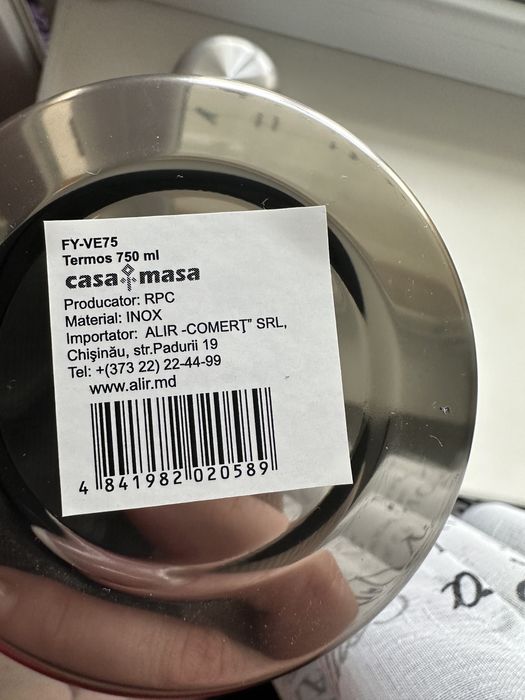 FY-VE75
Termos 750 ml
casa masa
Producator: RPC
Material: INOX
Importator: ALIR -COMERŢ" SRL,
Chişinău, str.Padurii 19
Tel: +(373 22) 22-44-99
www.alir.md
4 841982 020589